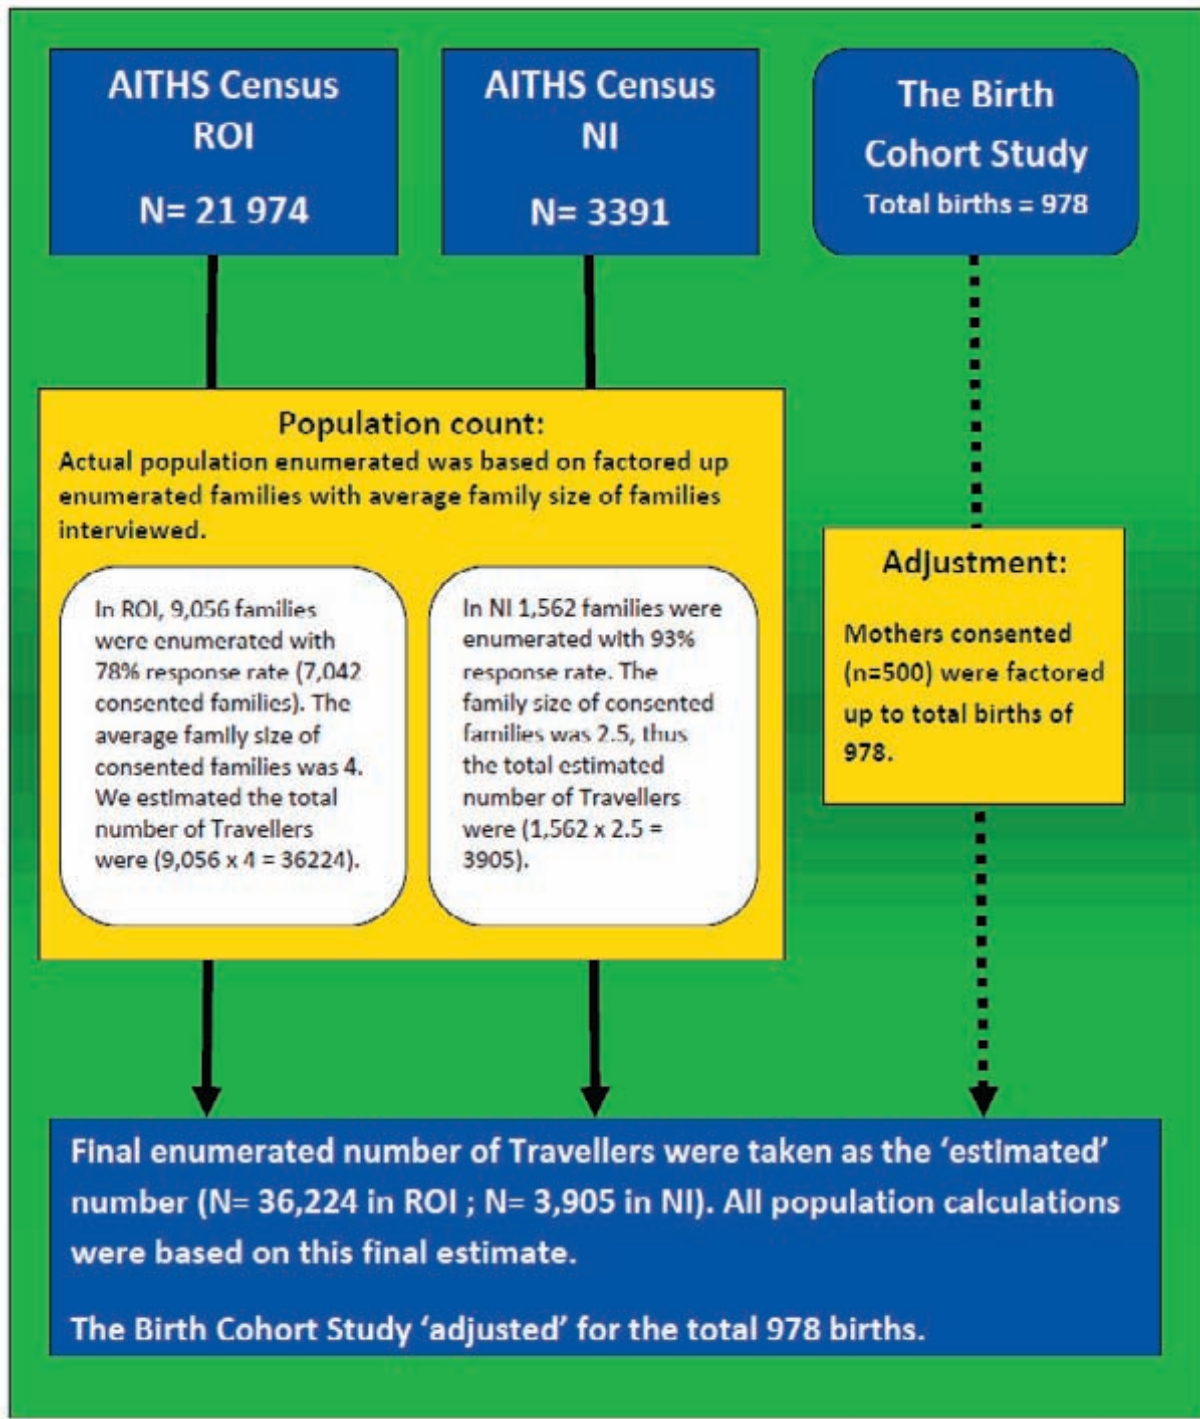 AITHS Census
ROI
N= 21 974
AITHS Census
NI
N= 3391
The Birth
Cohort Study
Total births = 978
Population count:
Actual population enumerated was based on factored up
enumerated families with average family size of families
interviewed.
In ROI, 9,056 families
were enumerated with
78% response rate (7,042
consented families). The
average family size of
consented families was 4.
We estimated the total
number of Travellers
were (9,056 x 4 = 36224).
In NI 1,562 families were
enumerated with 93%
response rate. The
family size of consented
families was 2.5, thus
the total estimated
number of Travellers
were (1,562 x 2.5 =
3905).
Adjustment:
Mothers consented
(n=500) were factored
up to total births of
978.
Final enumerated number of Travellers were taken as the ‘estimated’
number (N= 36,224 in ROI ; N= 3,905 in NI). All population calculations
were based on this final estimate.
The Birth Cohort Study ‘adjusted’ for the total 978 births.